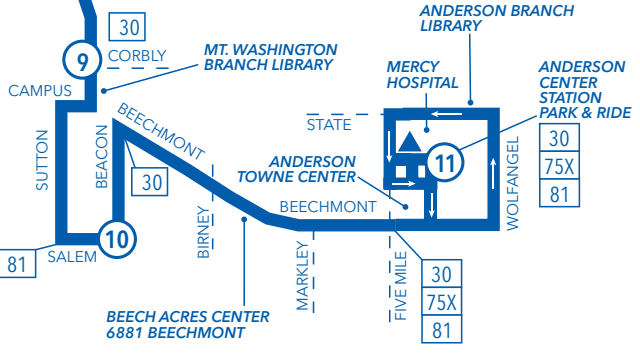 30
9
CORBLY
MT. WASHINGTON
BRANCH LIBRARY
CAMPUS
SUTTON
BEACON
BEECHMONT
30
10
SALEM
81
BIRNEY
BEECH ACRES CENTER
6881 BEECHMONT
MARKLEY
BEECHMONT
ANDERSON
TOWNE CENTER
STATE
MERCY
HOSPITAL
ANDERSON BRANCH
LIBRARY
ANDERSON
CENTER
STATION
PARK & RIDE
30
75X
81
11
WOLFANGEL
FIVE MILE
30
75X
81